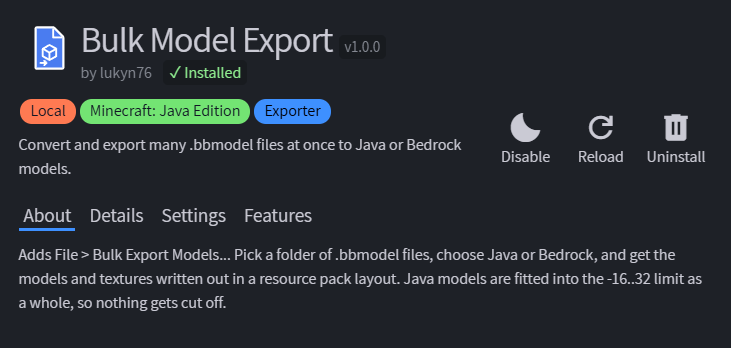 Bulk Model Export v1.0.0
by lukyn76 ✓ Installed
Local Minecraft: Java Edition Exporter
Convert and export many .bbmodel files at once to Java or Bedrock
models.
Disable Reload Uninstall
About Details Settings Features
Adds File > Bulk Export Models... Pick a folder of .bbmodel files, choose Java or Bedrock, and get the
models and textures written out in a resource pack layout. Java models are fitted into the -16..32 limit as
a whole, so nothing gets cut off.